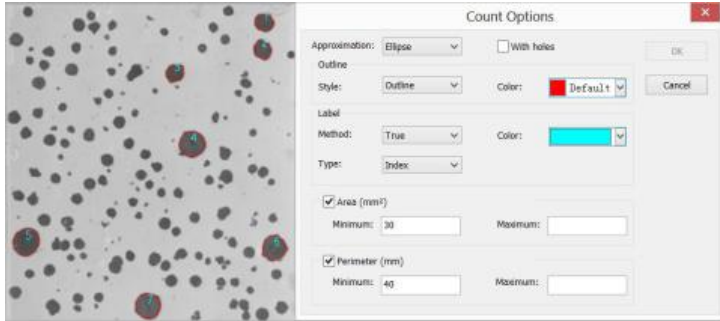 Count Options
Approximation: Ellipse With holes OK
Outline
Style: Outline Color: Default Cancel
Label
Method: True Color:
Type: Index
Area (mm²)
Minimum: 30 Maximum:
Perimeter (mm)
Minimum: 40 Maximum:
4